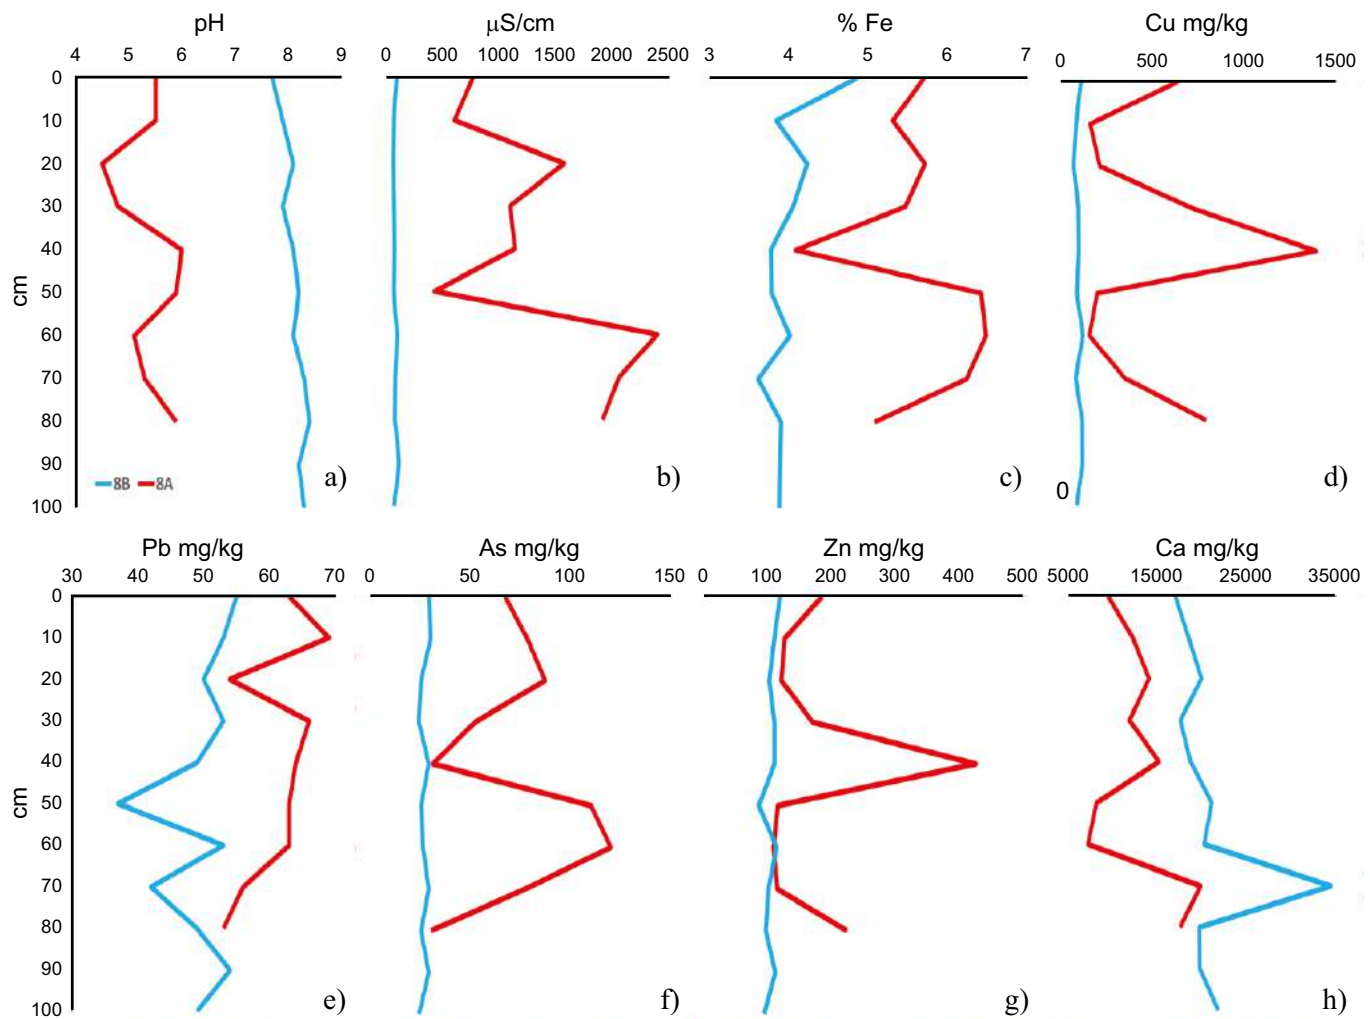 pH
μS/cm
% Fe
Cu mg/kg
4 5 6 7 8 9
0 500 1000 1500 2000 2500
3 4 5 6 7
0 500 1000 1500
0
10
20
30
40
50
60
70
80
90
100
cm
8B 8A
a)
b)
c)
0
d)
Pb mg/kg
As mg/kg
Zn mg/kg
Ca mg/kg
30 40 50 60 70
0 50 100 150
0 100 200 300 400 500
5000 15000 25000 35000
0
10
20
30
40
50
60
70
80
90
100
cm
e)
f)
g)
h)